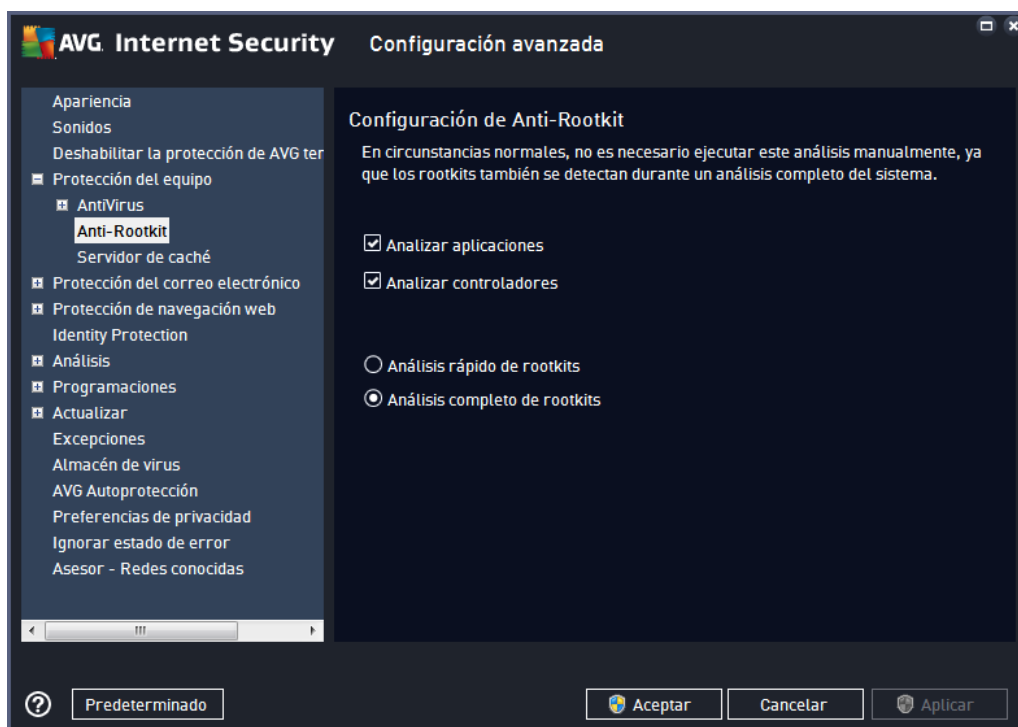 AVG. Internet Security
Configuración avanzada
Apariencia
Sonidos
Deshabilitar la protección de AVG ter
Protección del equipo
AntiVirus
Anti-Rootkit
Servidor de caché
Protección del correo electrónico
Protección de navegación web
Identity Protection
Análisis
Programaciones
Actualizar
Excepciones
Almacén de virus
AVG Autoprotección
Preferencias de privacidad
Ignorar estado de error
Asesor - Redes conocidas
Configuración de Anti-Rootkit
En circunstancias normales, no es necesario ejecutar este análisis manualmente, ya
que los rootkits también se detectan durante un análisis completo del sistema.
Analizar aplicaciones
Analizar controladores
Análisis rápido de rootkits
Análisis completo de rootkits
Predeterminado
Aceptar
Cancelar
Aplicar